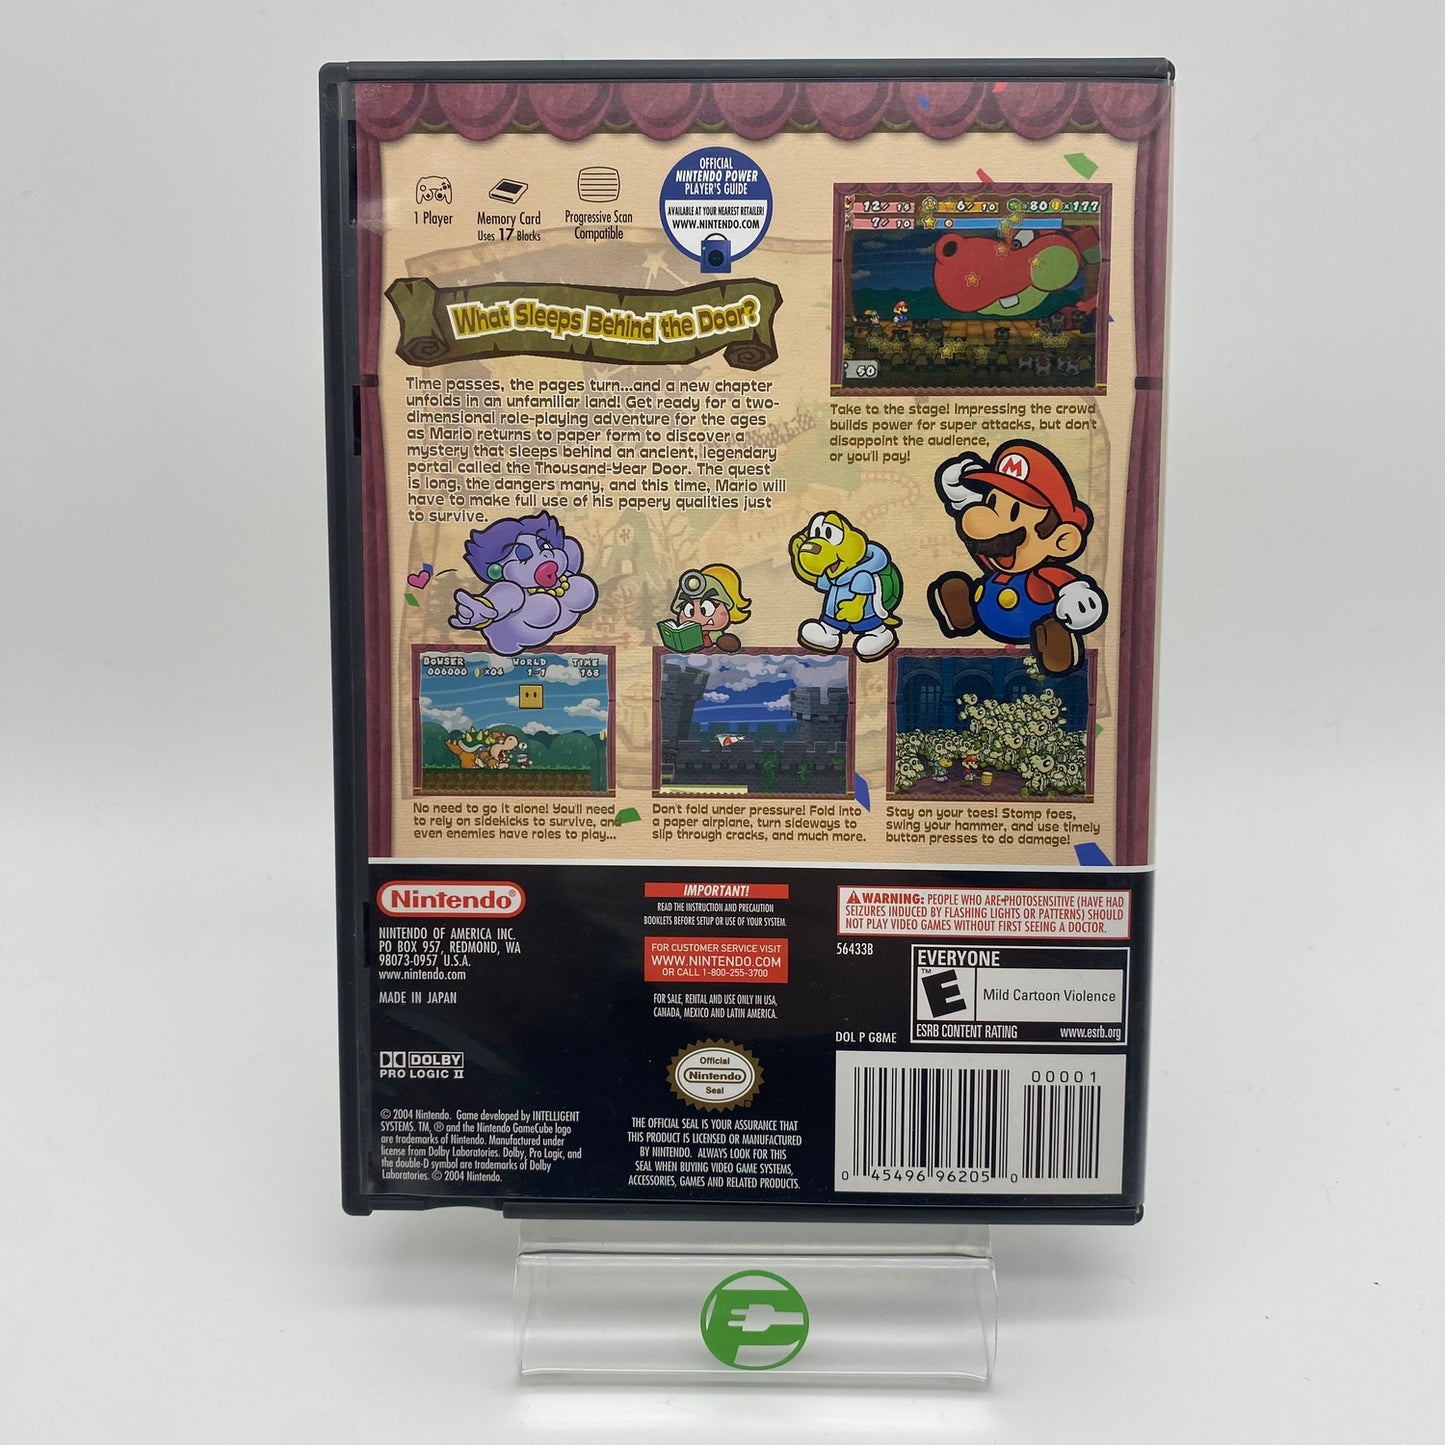 1 Player
Memory Card
Uses 17 Blocks
Progressive Scan
Compatible
OFFICIAL
NINTENDO POWER
PLAYER'S GUIDE
AVAILABLE AT YOUR NEAREST RETAILER!
WWW.NINTENDO.COM
What Sleeps Behind the Door?
Time passes, the pages turn...and a new chapter
unfolds in an unfamiliar land! Get ready for a two-
dimensional role-playing adventure for the ages
as Mario returns to paper form to discover a
mystery that sleeps behind an ancient, legendary
portal called the Thousand-Year Door. The quest
is long, the dangers many, and this time, Mario will
have to make full use of his papery qualities just
to survive.
12/15 6/10 80 177
7/10
50
Take to the stage! Impressing the crowd
builds power for super attacks, but don't
disappoint the audience,
or you'll pay!
M
BOWSER WORLD TIME
006000 x04 1-1 168
No need to go it alone! You'll need
to rely on sidekicks to survive, and
even enemies have roles to play...
Don't fold under pressure! Fold into
a paper airplane, turn sideways to
slip through cracks, and much more.
Stay on your toes! Stomp foes,
swing your hammer, and use timely
button presses to do damage!
Nintendo®
NINTENDO OF AMERICA INC.
PO BOX 957, REDMOND, WA
98073-0957 U.S.A.
www.nintendo.com
MADE IN JAPAN
DOLBY
PRO LOGIC II
© 2004 Nintendo. Game developed by INTELLIGENT
SYSTEMS. TM, ® and the Nintendo GameCube logo
are trademarks of Nintendo. Manufactured under
license from Dolby Laboratories. Dolby, Pro Logic, and
the double-D symbol are trademarks of Dolby
Laboratories. © 2004 Nintendo.
IMPORTANT!
READ THE INSTRUCTION AND PRECAUTION
BOOKLETS BEFORE SETUP OR USE OF YOUR SYSTEM.
FOR CUSTOMER SERVICE VISIT
WWW.NINTENDO.COM
OR CALL 1-800-255-3700
FOR SALE, RENTAL AND USE ONLY IN USA,
CANADA, MEXICO AND LATIN AMERICA.
Official
Nintendo
Seal
THE OFFICIAL SEAL IS YOUR ASSURANCE THAT
THIS PRODUCT IS LICENSED OR MANUFACTURED
BY NINTENDO. ALWAYS LOOK FOR THIS
SEAL WHEN BUYING VIDEO GAME SYSTEMS,
ACCESSORIES, GAMES AND RELATED PRODUCTS.
WARNING: PEOPLE WHO ARE PHOTOSENSITIVE (HAVE HAD
SEIZURES INDUCED BY FLASHING LIGHTS OR PATTERNS) SHOULD
NOT PLAY VIDEO GAMES WITHOUT FIRST SEEING A DOCTOR.
56433B
EVERYONE
E
TM
Mild Cartoon Violence
ESRB CONTENT RATING www.esrb.org
DOL P G8ME
00001
0 45496 96205 0